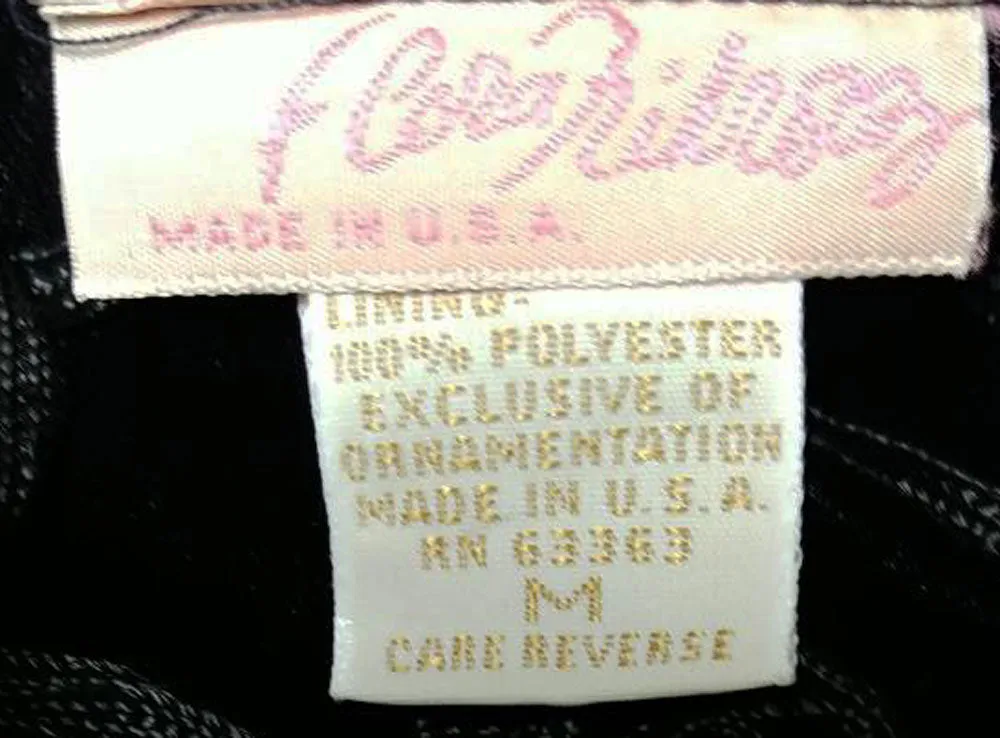 MADE IN U.S.A.
LINING-
100% POLYESTER
EXCLUSIVE OF
ORNAMENTATION
MADE IN U.S.A.
RN 63363
M
CARE REVERSE